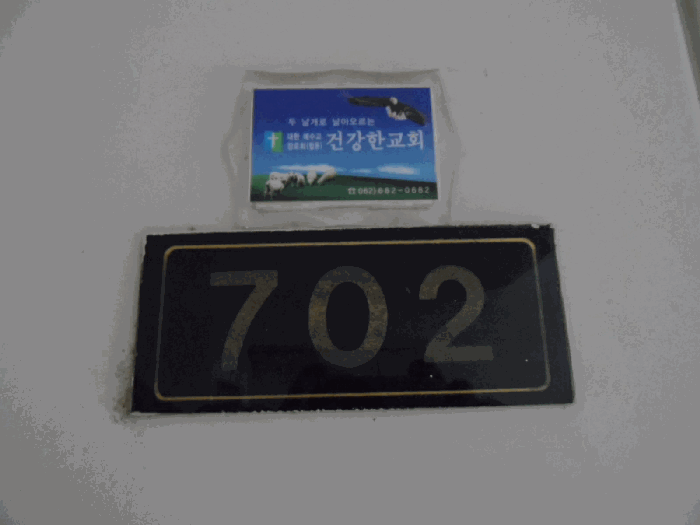 두 날개로 날아오르는
대한 예수교
장로회(합동)
건강한교회
☎062)682-0662
702